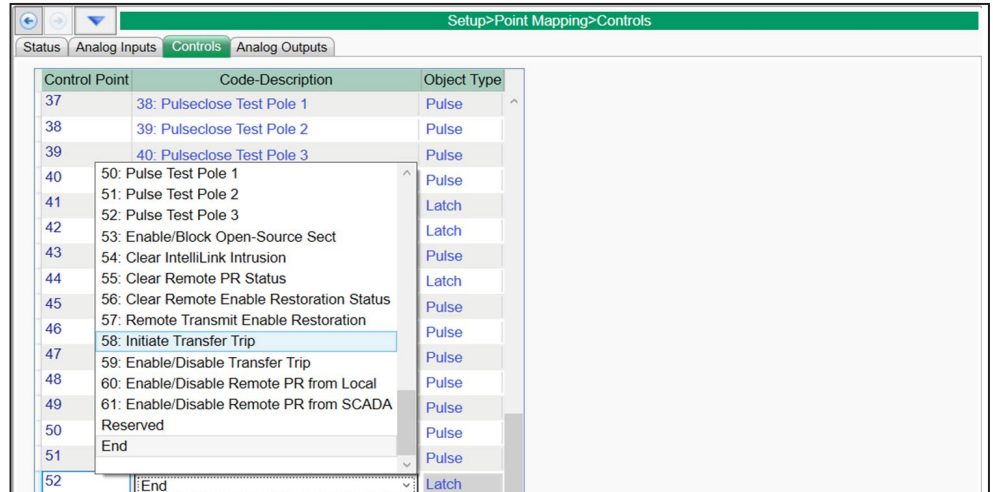 Setup>Point Mapping>Controls
Status Analog Inputs Controls Analog Outputs
Control Point Code-Description Object Type
37 38: Pulseclose Test Pole 1 Pulse
38 39: Pulseclose Test Pole 2 Pulse
39 40: Pulseclose Test Pole 3 Pulse
40 50: Pulse Test Pole 1 Pulse
51: Pulse Test Pole 2
41 52: Pulse Test Pole 3 Latch
42 53: Enable/Block Open-Source Sect Latch
43 54: Clear IntelliLink Intrusion Pulse
44 55: Clear Remote PR Status Latch
45 56: Clear Remote Enable Restoration Status Pulse
46 57: Remote Transmit Enable Restoration Pulse
58: Initiate Transfer Trip
47 59: Enable/Disable Transfer Trip Pulse
48 60: Enable/Disable Remote PR from Local Pulse
49 61: Enable/Disable Remote PR from SCADA Pulse
50 Reserved Pulse
End
51 Pulse
52 End Latch